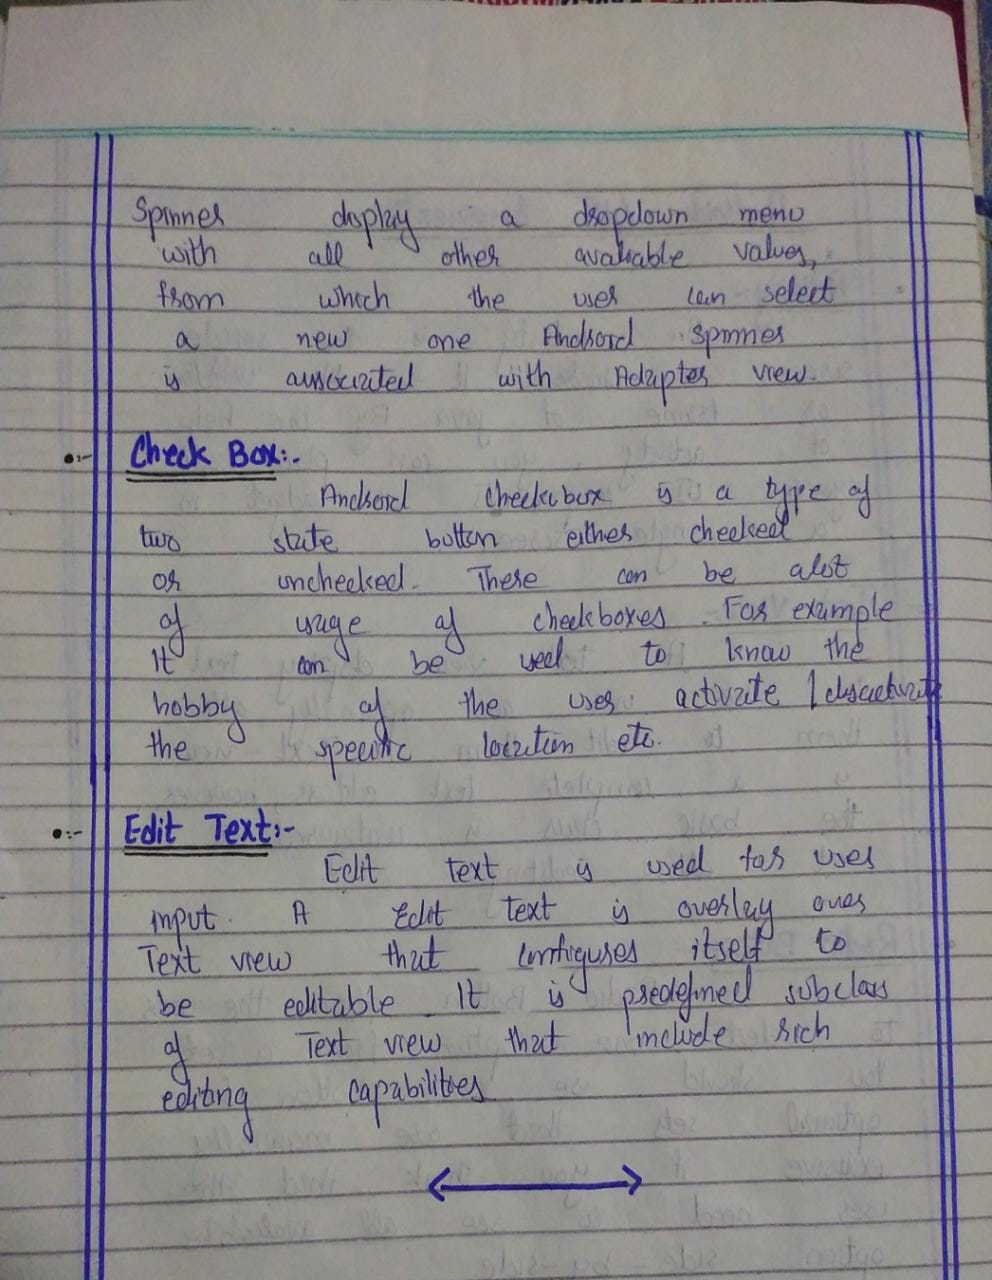 Spinner display a dropdown menu
with all other avaliable values,
from which the user can select
a new one Android spinner
is associated with Adapter view.
Check Box:-
Android checkbox is a type of
two state button either checked
or unchecked. There can be alot
of usage of checkboxes. For example
It can be used to know the
hobby of the user activate / disactivate
the specific location etc.
Edit Text:-
Edit text is used for user
input. A Edit text is overlay over
Text view that configures itself to
be editable It is predefined subclass
of Text view that include rich
editing capabilities